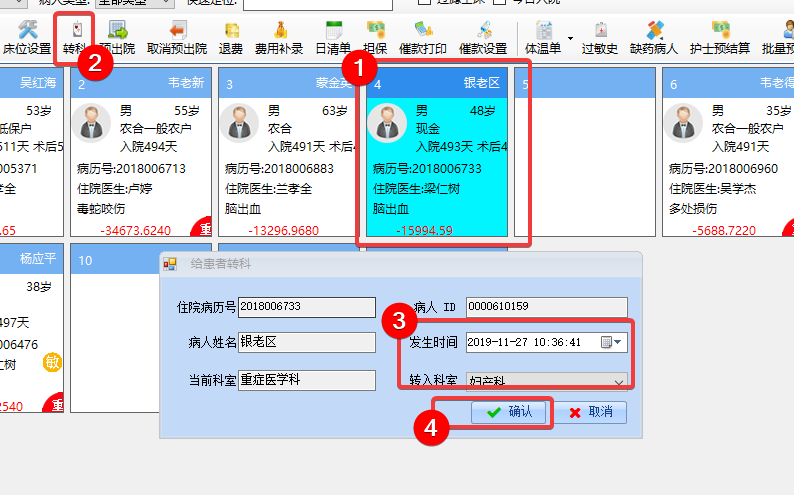 病人类型: 全部类型 快速定位: 过滤空床 今日入院
床位设置 转科 预出院 取消预出院 退费 费用补录 日清单 担保 催款打印 催款设置 体温单 过敏史 缺药病人 护士预结算 批量
2
1
吴红海
53岁
低保户
511天 术后5
005371
孝全
.65
2 韦老新
男 55岁
农合一般农户
入院494天
病历号:2018006713
住院医生:卢婷
毒蛇咬伤
-34673.6240 重
3 蒙金英
男 63岁
农合
入院491天 术后4
病历号:2018006883
住院医生:兰孝全
脑出血
-13296.9680
4 银老区
男 48岁
现金
入院493天 术后4
病历号:2018006733
住院医生:梁仁树
脑出血
-15994.59
5
6 韦老得
男 35岁
农合一般农户
入院491天
病历号:2018006960
住院医生:吴学杰
多处损伤
-5688.7220 重
杨应平
38岁
497天
006476
仁树
敏
2540 重
10
给患者转科
住院病历号 2018006733 病人 ID 0000610159
3
病人姓名 银老区 发生时间 2019-11-27 10:36:41
当前科室 重症医学科 转入科室 妇产科
4
确认 取消